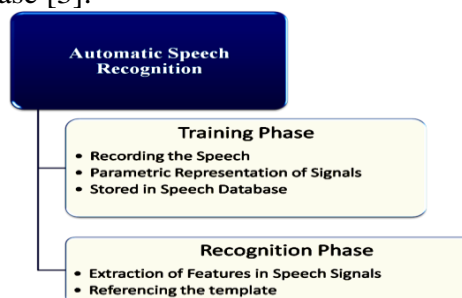 Automatic Speech
Recognition
Training Phase
• Recording the Speech
• Parametric Representation of Signals
• Stored in Speech Database
Recognition Phase
• Extraction of Features in Speech Signals
• Referencing the template